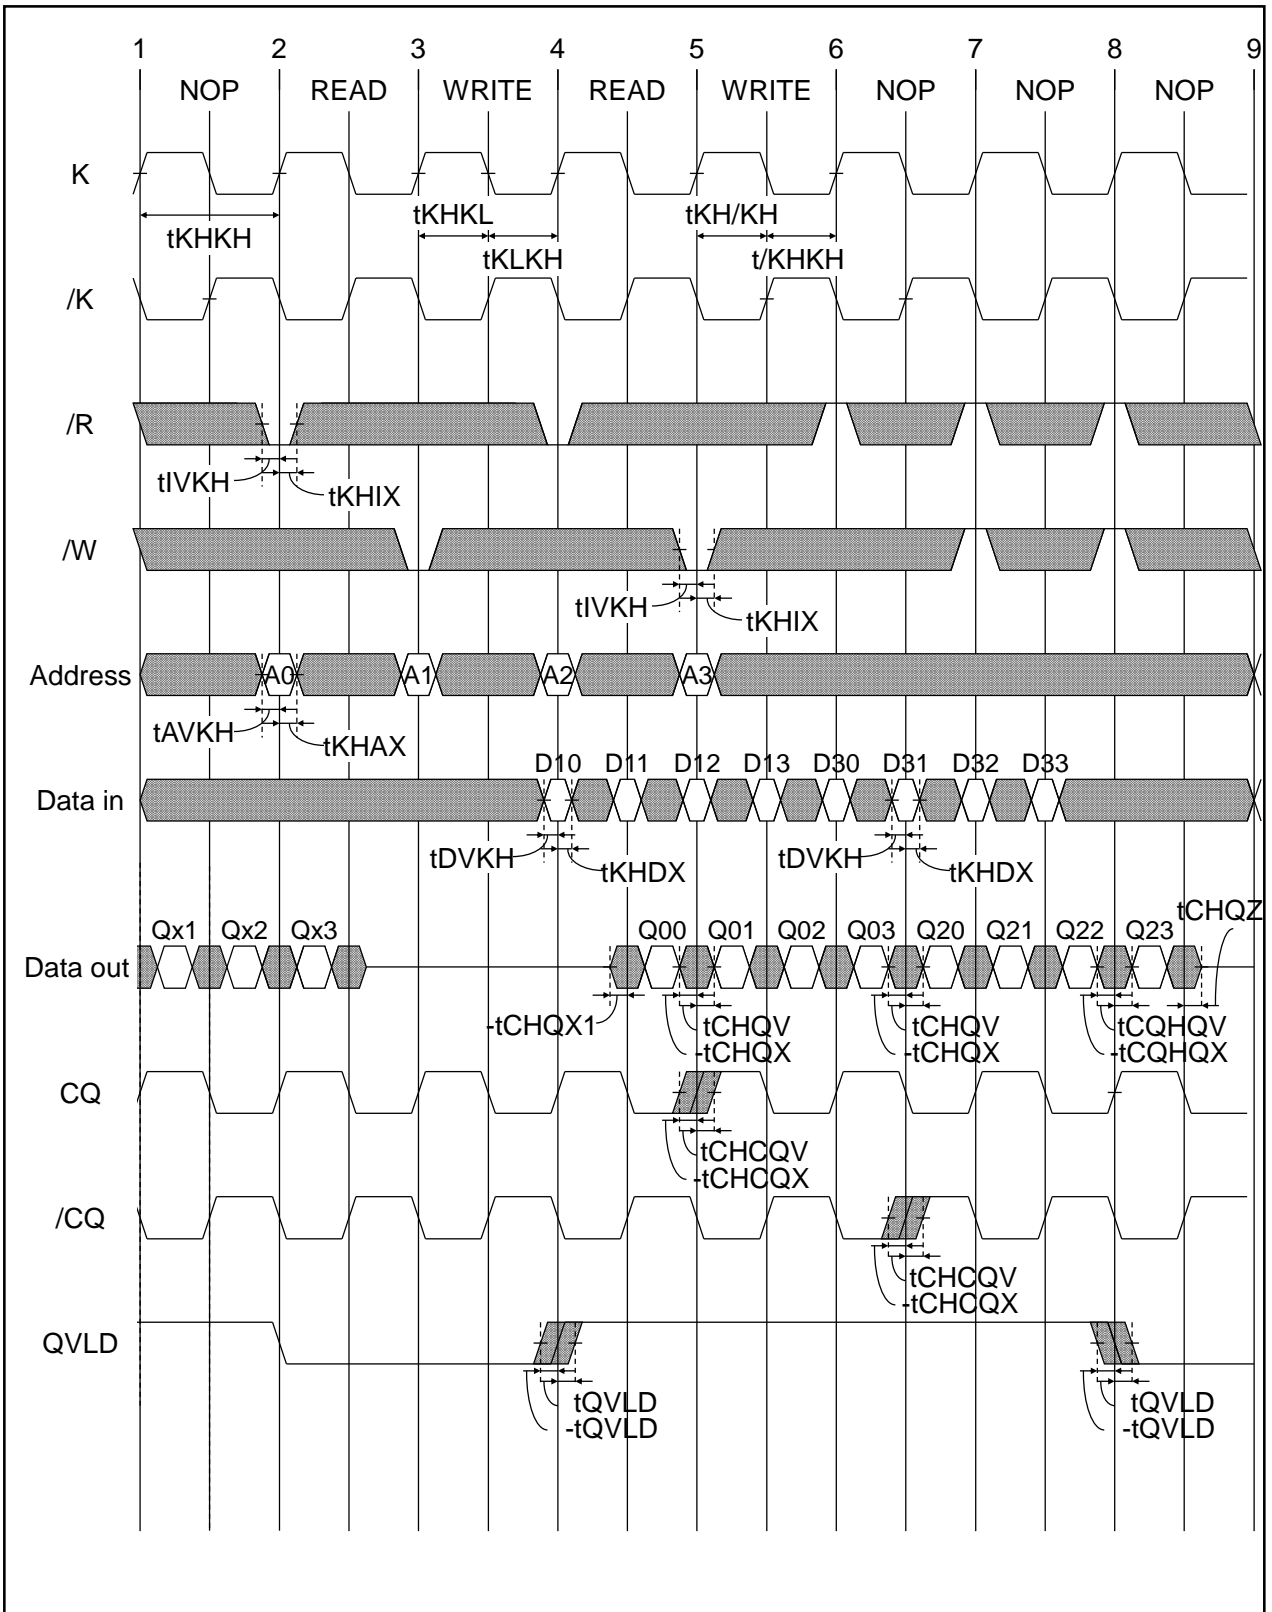 1 2 3 4 5 6 7 8 9
NOP READ WRITE READ WRITE NOP NOP NOP
K
tKHKH tKHKL tKLKH tKH/KH t/KHKH
/K
/R
tIVKH tKHIX
/W
tIVKH tKHIX
Address A0 A1 A2 A3
tAVKH tKHAX
D10 D11 D12 D13 D30 D31 D32 D33
Data in
tDVKH tKHDX tDVKH tKHDX
tCHQZ
Qx1 Qx2 Qx3 Q00 Q01 Q02 Q03 Q20 Q21 Q22 Q23
Data out
-tCHQX1 tCHQV tCHQV tCQHQV
-tCHQX -tCHQX -tCQHQX
CQ
tCHCQV
-tCHCQX
/CQ
tCHCQV
-tCHCQX
QVLD
tQVLD tQVLD
-tQVLD -tQVLD